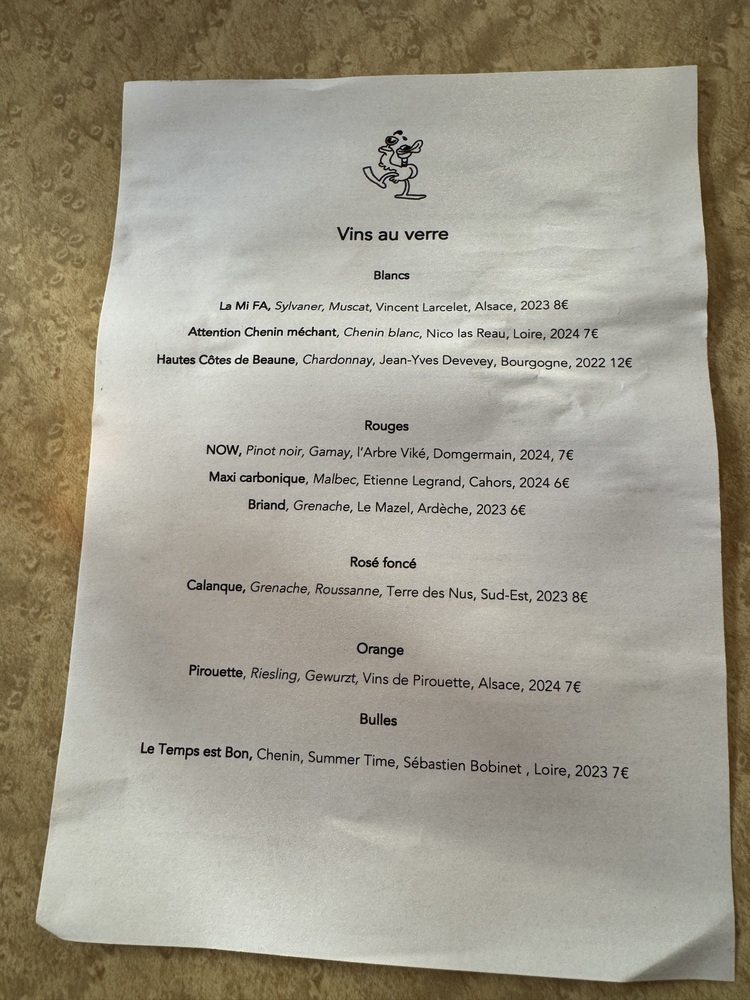 Vins au verre
Blancs
La Mi FA, Sylvaner, Muscat, Vincent Larcelet, Alsace, 2023 8€
Attention Chenin méchant, Chenin blanc, Nico las Reau, Loire, 2024 7€
Hautes Côtes de Beaune, Chardonnay, Jean-Yves Devevey, Bourgogne, 2022 12€
Rouges
NOW, Pinot noir, Gamay, l'Arbre Viké, Domgermain, 2024, 7€
Maxi carbonique, Malbec, Etienne Legrand, Cahors, 2024 6€
Briand, Grenache, Le Mazel, Ardèche, 2023 6€
Rosé foncé
Calanque, Grenache, Roussanne, Terre des Nus, Sud-Est, 2023 8€
Orange
Pirouette, Riesling, Gewurzt, Vins de Pirouette, Alsace, 2024 7€
Bulles
Le Temps est Bon, Chenin, Summer Time, Sébastien Bobinet , Loire, 2023 7€